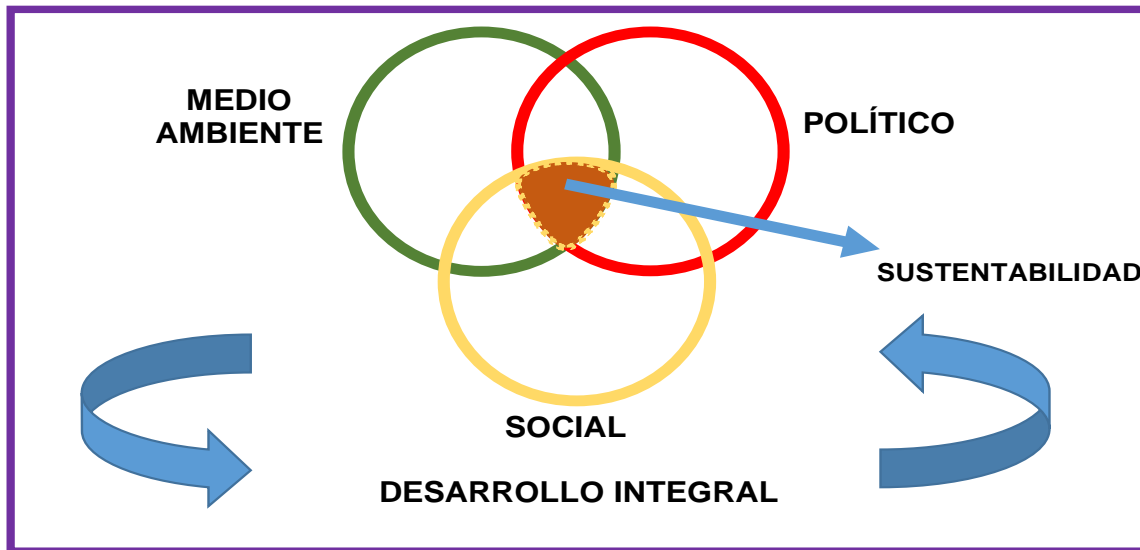 MEDIO
AMBIENTE
POLÍTICO
SUSTENTABILIDAD
SOCIAL
DESARROLLO INTEGRAL